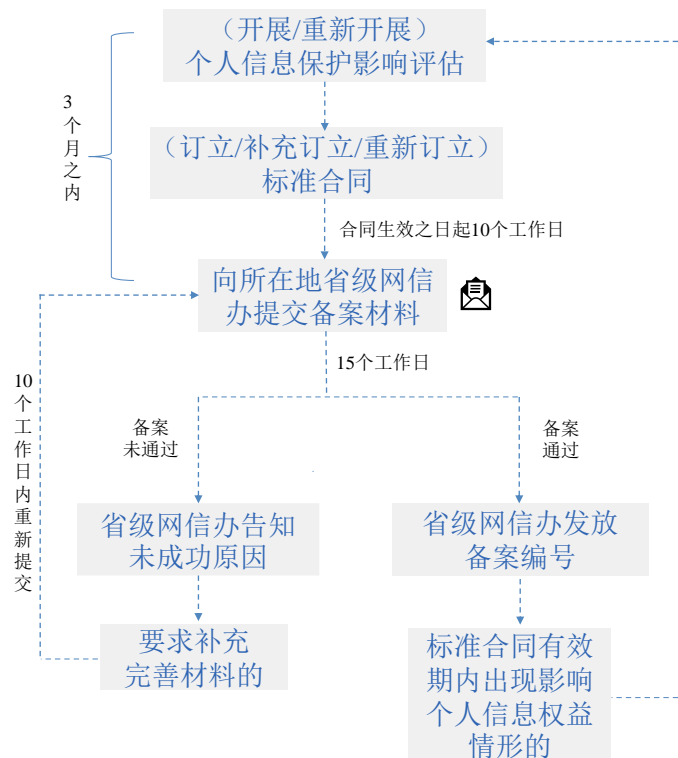 （开展/重新开展）
个人信息保护影响评估
3
个
月
之
内
（订立/补充订立/重新订立）
标准合同
合同生效之日起10个工作日
向所在地省级网信
办提交备案材料
15个工作日
10
个
工
作
日
内
重
新
提
交
备案
未通过
备案
通过
省级网信办告知
未成功原因
省级网信办发放
备案编号
要求补充
完善材料的
标准合同有效
期内出现影响
个人信息权益
情形的